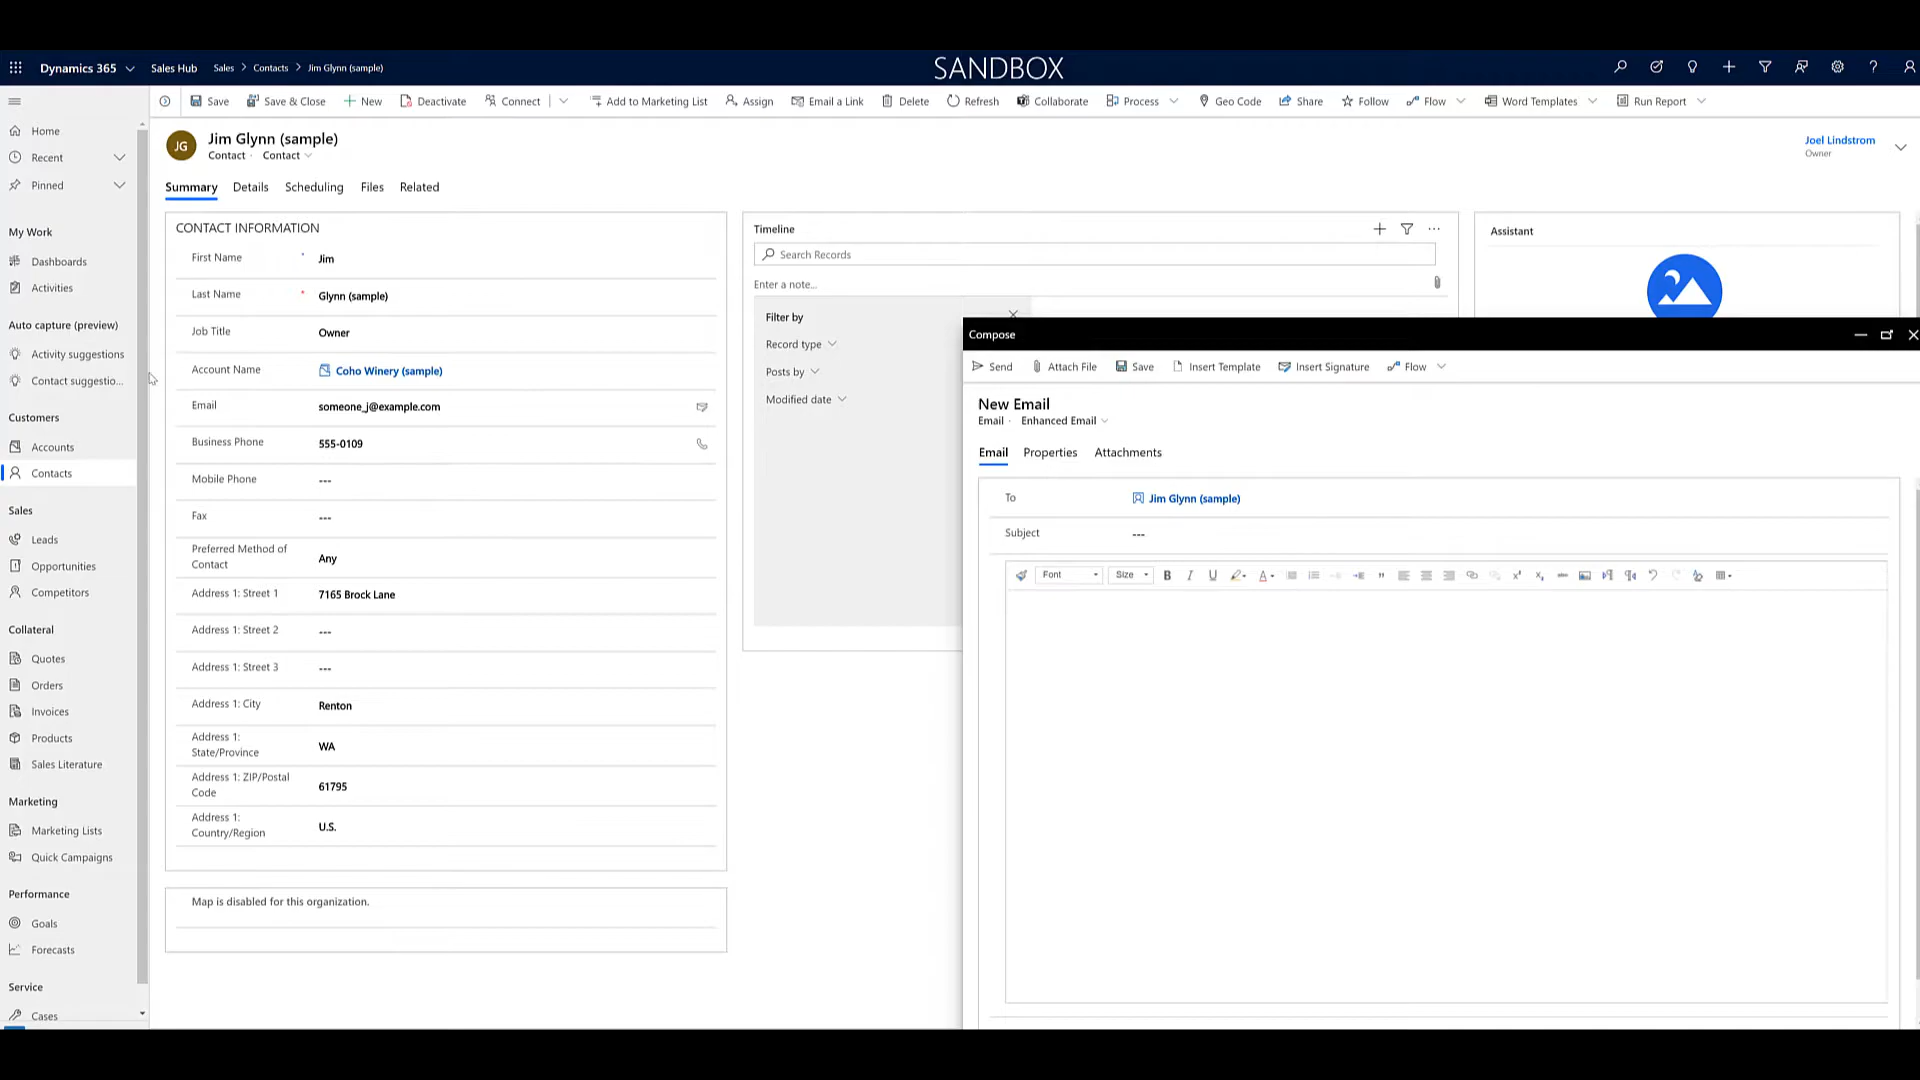 Dynamics 365 Sales Hub Sales > Contacts > Jim Glynn (sample) SANDBOX
Save Save & Close New Deactivate Connect Add to Marketing List Assign Email a Link Delete Refresh Collaborate Process Geo Code Share Follow Flow Word Templates Run Report
Home
Recent
Pinned
My Work
Dashboards
Activities
Auto capture (preview)
Activity suggestions
Contact suggestio...
Customers
Accounts
Contacts
Sales
Leads
Opportunities
Competitors
Collateral
Quotes
Orders
Invoices
Products
Sales Literature
Marketing
Marketing Lists
Quick Campaigns
Performance
Goals
Forecasts
Service
Cases
JG
Jim Glynn (sample)
Contact · Contact
Joel Lindstrom
Owner
Summary Details Scheduling Files Related
CONTACT INFORMATION
First Name * Jim
Last Name * Glynn (sample)
Job Title Owner
Account Name Coho Winery (sample)
Email someone_j@example.com
Business Phone 555-0109
Mobile Phone ---
Fax ---
Preferred Method of
Contact Any
Address 1: Street 1 7165 Brock Lane
Address 1: Street 2 ---
Address 1: Street 3 ---
Address 1: City Renton
Address 1:
State/Province WA
Address 1: ZIP/Postal
Code 61795
Address 1:
Country/Region U.S.
Map is disabled for this organization.
Timeline
Search Records
Enter a note...
Filter by
Record type
Posts by
Modified date
Assistant
Compose
Send Attach File Save Insert Template Insert Signature Flow
New Email
Email · Enhanced Email
Email Properties Attachments
To Jim Glynn (sample)
Subject ---
Font Size B I U A